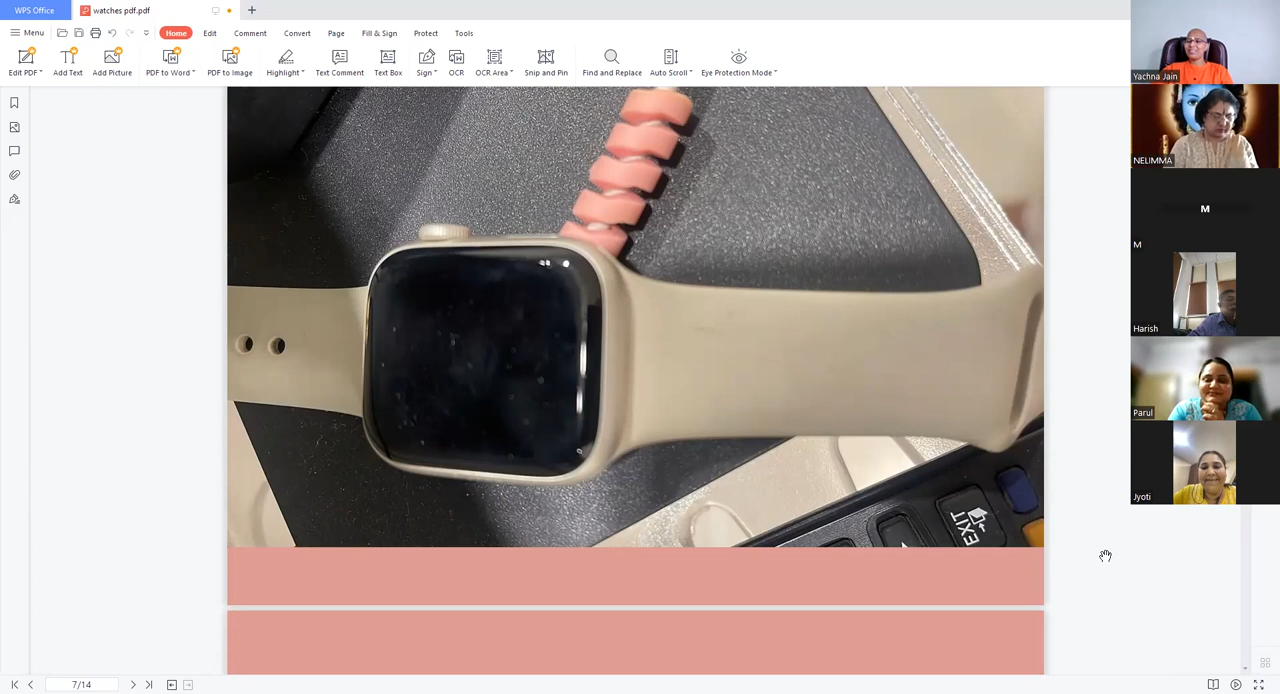 WPS Office
watches pdf.pdf
Menu
Home
Edit
Comment
Convert
Page
Fill & Sign
Protect
Tools
Edit PDF
Add Text
Add Picture
PDF to Word
PDF to Image
Highlight
Text Comment
Text Box
Sign
OCR
OCR Area
Snip and Pin
Find and Replace
Auto Scroll
Eye Protection Mode
EXIT
7/14
Yachna Jain
NELIMMA
M
M
Harish
Parul
Jyoti